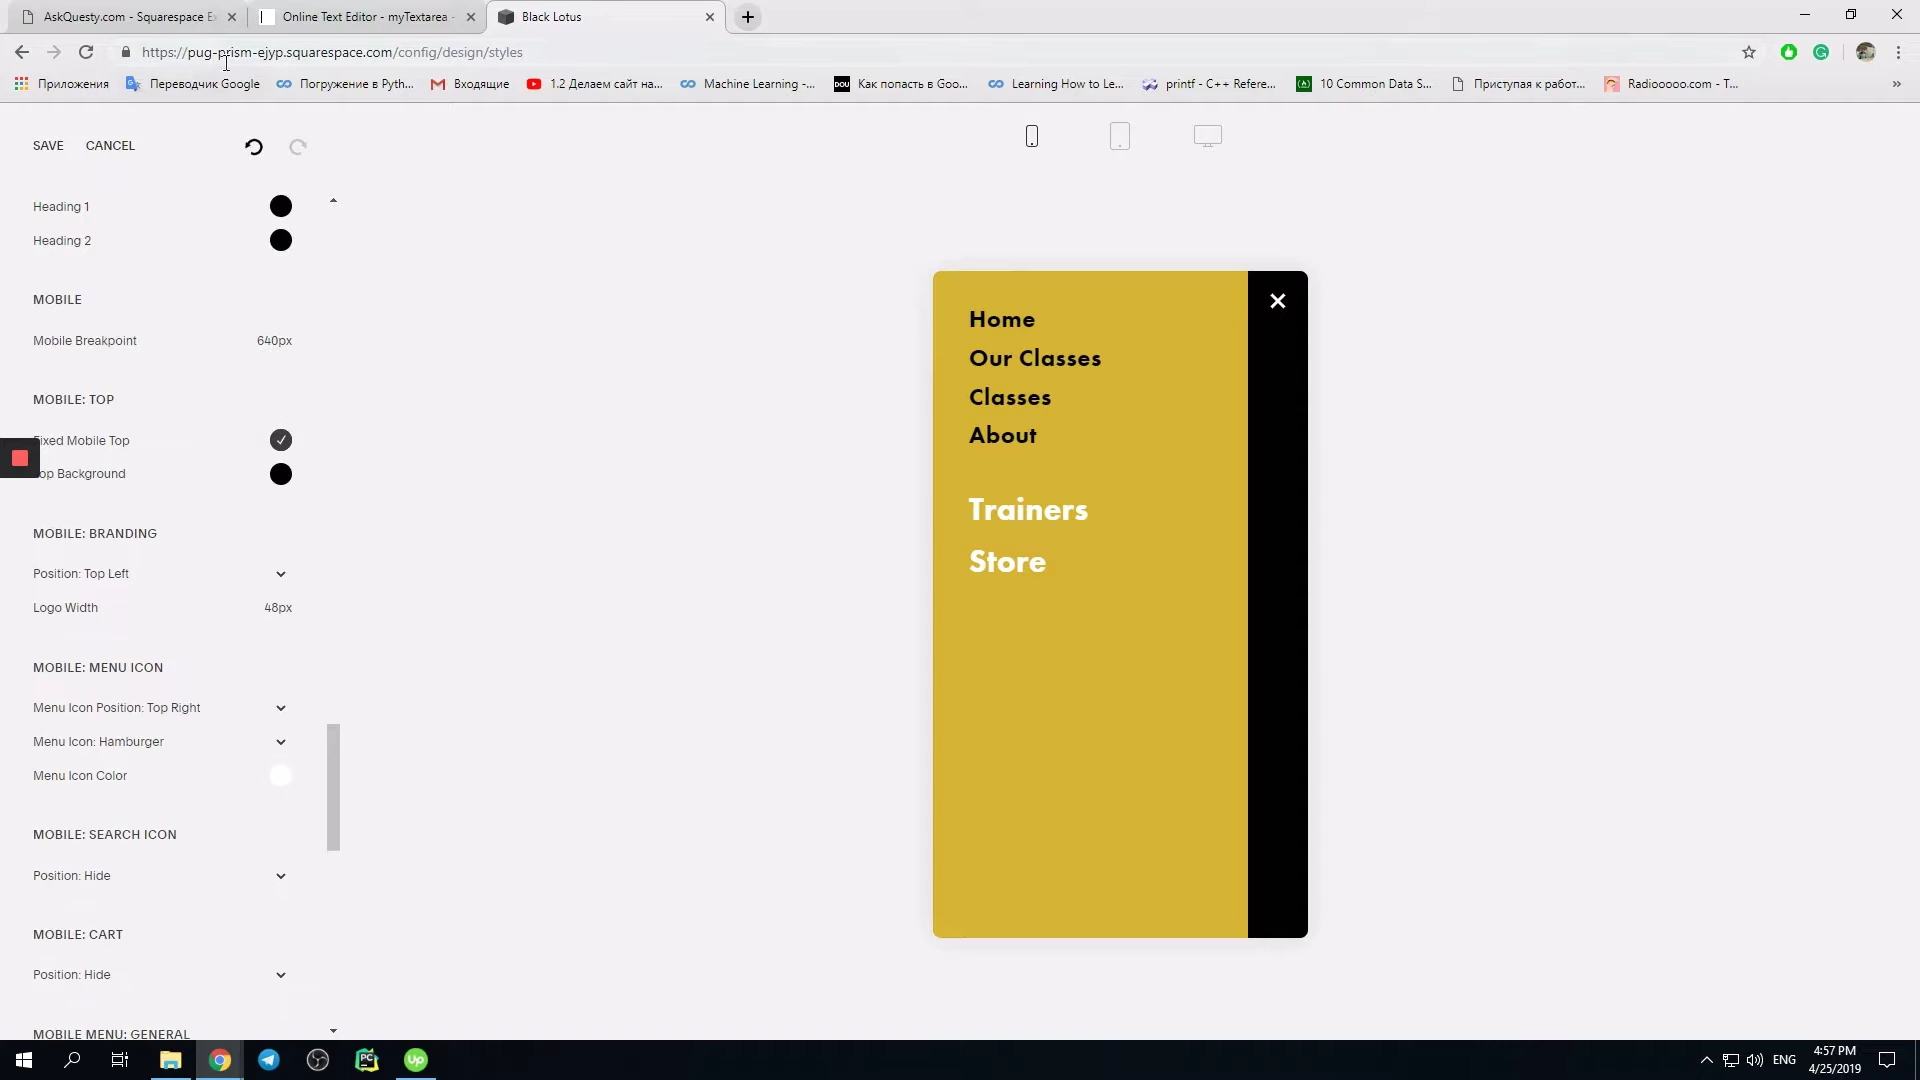 AskQuesty.com - Squarespace Ex
Online Text Editor - myTextarea -
Black Lotus
https://pug-prism-ejyp.squarespace.com/config/design/styles
Приложения
Переводчик Google
Погружение в Pyth...
Входящие
1.2 Делаем сайт на...
Machine Learning -...
DOU
Как попасть в Goo...
Learning How to Le...
printf - C++ Refere...
10 Common Data S...
Приступая к работ...
Radiooooo.com - T...
»
SAVE
CANCEL
Heading 1
Heading 2
MOBILE
Mobile Breakpoint
640px
MOBILE: TOP
Fixed Mobile Top
op Background
MOBILE: BRANDING
Position: Top Left
Logo Width
48px
MOBILE: MENU ICON
Menu Icon Position: Top Right
Menu Icon: Hamburger
Menu Icon Color
MOBILE: SEARCH ICON
Position: Hide
MOBILE: CART
Position: Hide
MOBILE MENU: GENERAL
Home
Our Classes
Classes
About
Trainers
Store
PC
Up
ENG
4:57 PM
4/25/2019